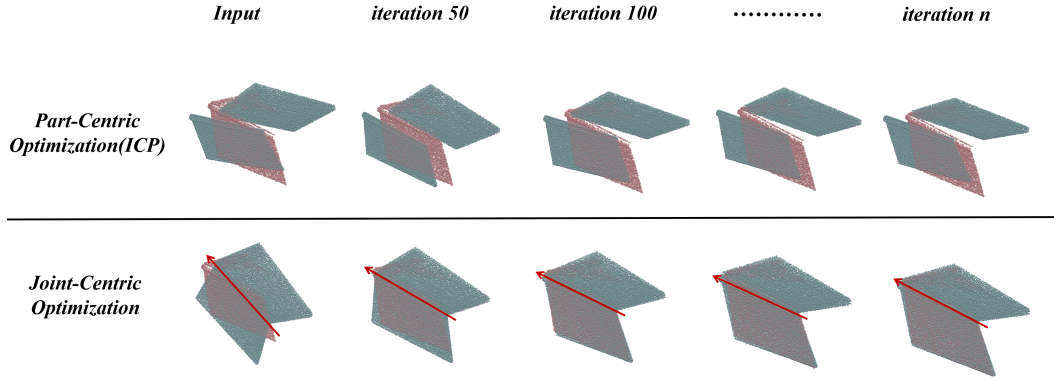 Input
iteration 50
iteration 100
............
iteration n
Part-Centric
Optimization(ICP)
Joint-Centric
Optimization